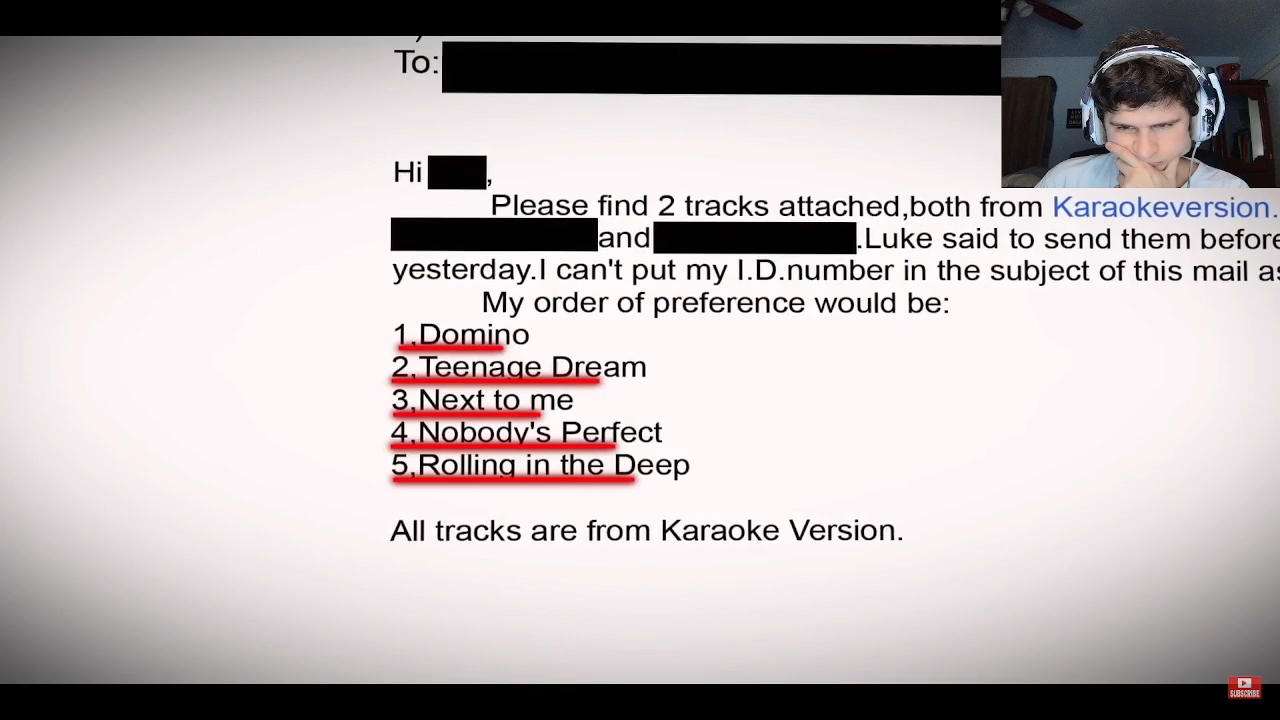 To:
Hi ,
Please find 2 tracks attached,both from Karaokeversion.
and .Luke said to send them before
yesterday.I can't put my I.D.number in the subject of this mail as
My order of preference would be:
1,Domino
2,Teenage Dream
3,Next to me
4,Nobody's Perfect
5,Rolling in the Deep
All tracks are from Karaoke Version.
SUBSCRIBE